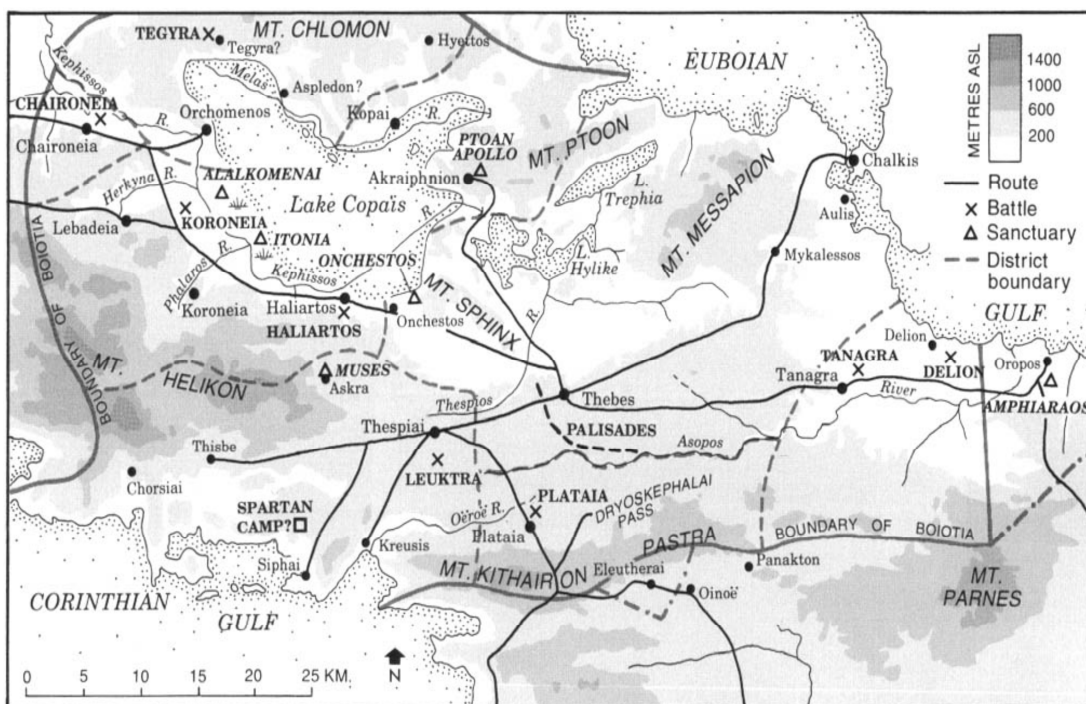 TEGYRA
Tegyra?
MT. CHLOMON
Hyettos
EUBOIAN
METRES ASL
1400
1000
600
200
Kephissos
Melas
Aspledon?
CHAIRONEIA
R.
Orchomenos
Kopai
R.
Chaironeia
PTOAN
APOLLO
MT. PTOON
Chalkis
Route
ALALKOMENAI
Akraiphnion
L.
Trephia
Aulis
Battle
Herkyna R.
Lake Copaïs
R.
Sanctuary
Lebadeia
KORONEIA
ITONIA
MT. MESSAPION
District
boundary
R.
ONCHESTOS
L.
Hylike
Mykalessos
Phalaros
Kephissos
Koroneia
Haliartos
Onchestos
MT. SPHINX
R.
GULF
HALIARTOS
Delion
BOUNDARY OF BOIOTIA
MT.
HELIKON
MUSES
Askra
TANAGRA
DELION
Oropos
Thebes
Tanagra
River
AMPHIARAOS
Thespios
Thespiai
PALISADES
Thisbe
Asopos
Chorsiai
LEUKTRA
SPARTAN
CAMP?
Oëroë R.
PLATAIA
DRYOSKEPHALAI
PASS
Plataia
Kreusis
PASTRA
BOUNDARY OF BOIOTIA
Siphai
MT. KITHAIRON
Eleutherai
Panakton
Oinoë
MT.
PARNES
CORINTHIAN
GULF
N
0 5 10 15 20 25 KM.